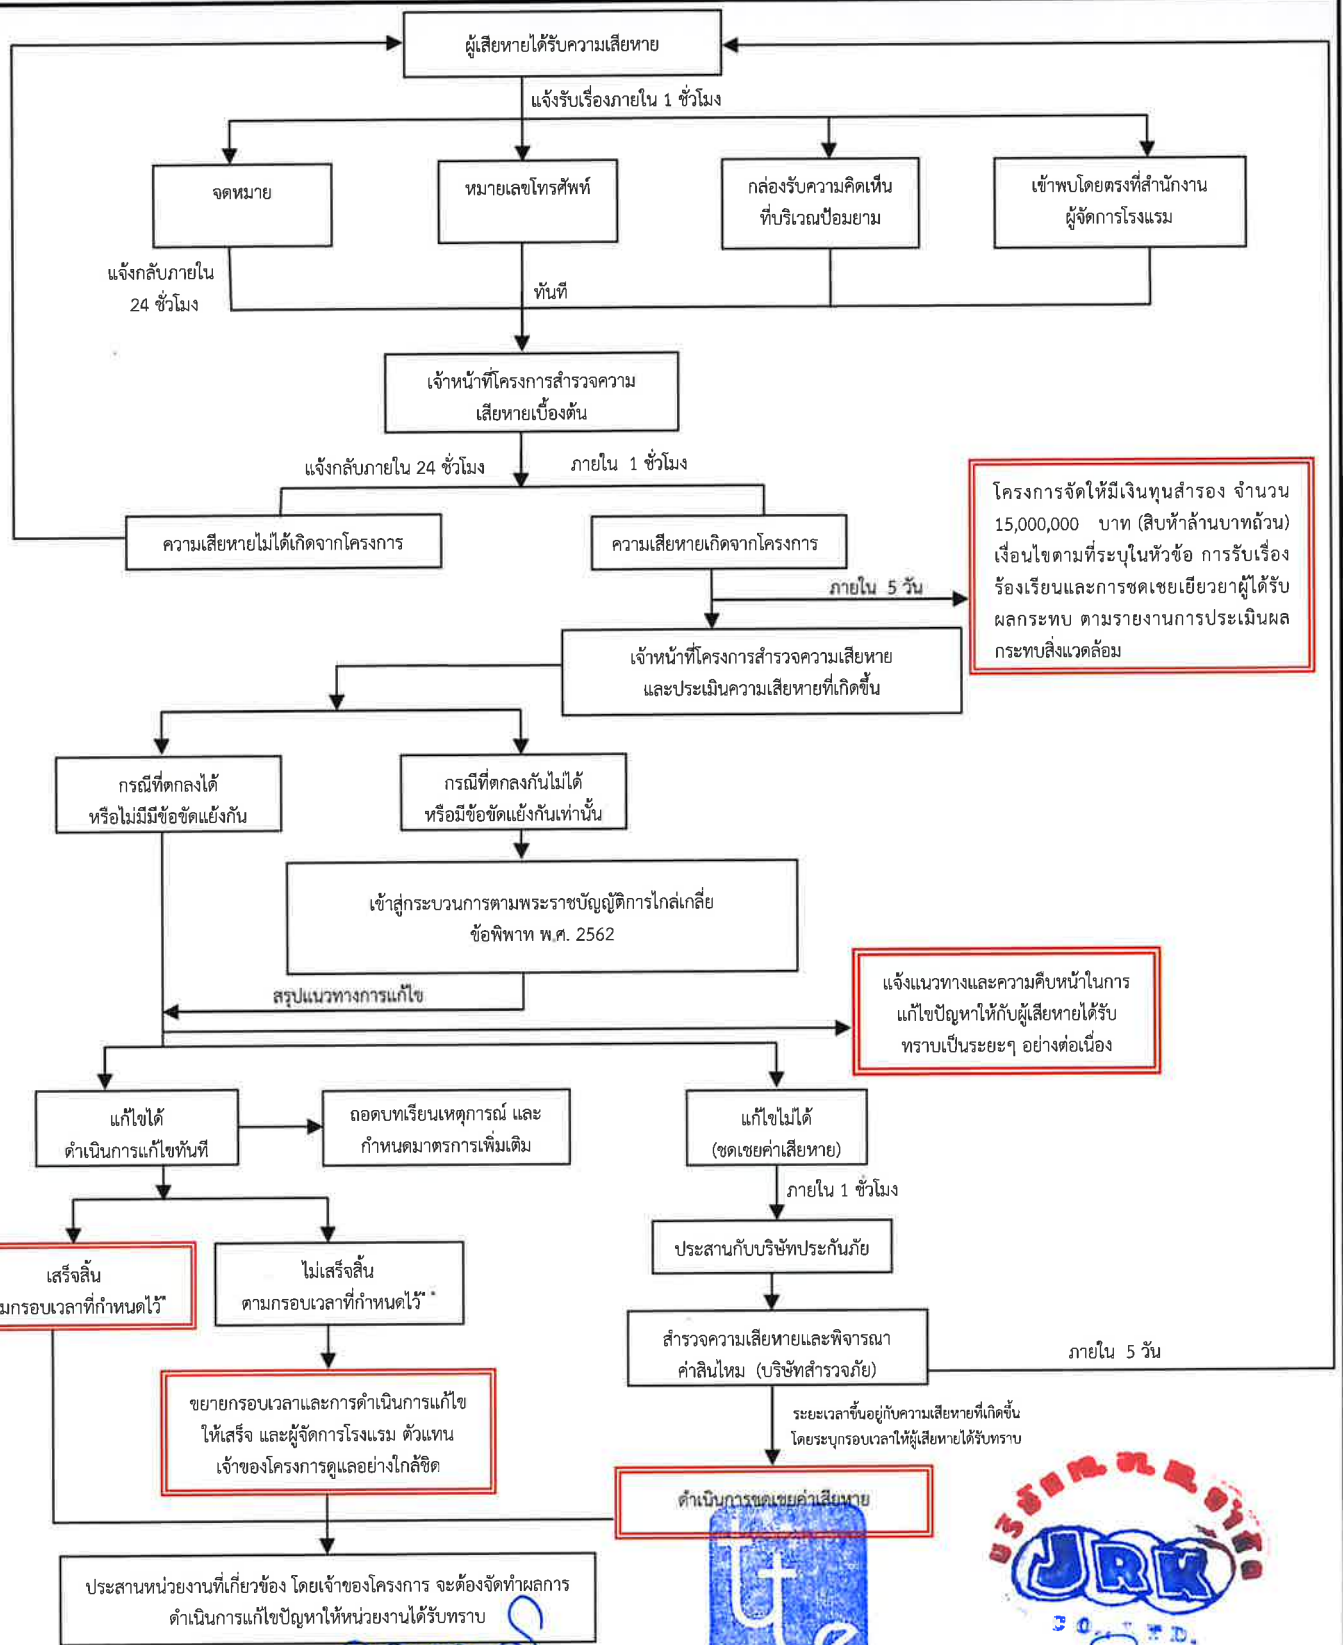 ผู้เสียหายได้รับความเสียหาย
แจ้งรับเรื่องภายใน 1 ชั่วโมง
จดหมาย
หมายเลขโทรศัพท์
กล่องรับความคิดเห็น
ที่บริเวณป้อมยาม
เข้าพบโดยตรงที่สำนักงาน
ผู้จัดการโรงแรม
แจ้งกลับภายใน
24 ชั่วโมง
ทันที
เจ้าหน้าที่โครงการสำรวจความ
เสียหายเบื้องต้น
แจ้งกลับภายใน 24 ชั่วโมง
ภายใน 1 ชั่วโมง
ความเสียหายไม่ได้เกิดจากโครงการ
ความเสียหายเกิดจากโครงการ
โครงการจัดให้มีเงินทุนสำรอง จำนวน
15,000,000 บาท (สิบห้าล้านบาทถ้วน)
เงื่อนไขตามที่ระบุในหัวข้อ การรับเรื่อง
ร้องเรียนและการชดเชยเยียวยาผู้ได้รับ
ผลกระทบ ตามรายงานการประเมินผล
กระทบสิ่งแวดล้อม
ภายใน 5 วัน
เจ้าหน้าที่โครงการสำรวจความเสียหาย
และประเมินความเสียหายที่เกิดขึ้น
กรณีที่ตกลงได้
หรือไม่มีมีข้อขัดแย้งกัน
กรณีที่ตกลงกันไม่ได้
หรือมีข้อขัดแย้งกันเท่านั้น
เข้าสู่กระบวนการตามพระราชบัญญัติการไกล่เกลี่ย
ข้อพิพาท พ.ศ. 2562
สรุปแนวทางการแก้ไข
แจ้งแนวทางและความคืบหน้าในการ
แก้ไขปัญหาให้กับผู้เสียหายได้รับ
ทราบเป็นระยะๆ อย่างต่อเนื่อง
แก้ไขได้
ดำเนินการแก้ไขทันที
ถอดบทเรียนเหตุการณ์ และ
กำหนดมาตรการเพิ่มเติม
แก้ไขไม่ได้
(ชดเชยค่าเสียหาย)
ภายใน 1 ชั่วโมง
ประสานกับบริษัทประกันภัย
เสร็จสิ้น
มกรอบเวลาที่กำหนดไว้*
ไม่เสร็จสิ้น
ตามกรอบเวลาที่กำหนดไว้**
สำรวจความเสียหายและพิจารณา
ค่าสินไหม (บริษัทสำรวจภัย)
ภายใน 5 วัน
ขยายกรอบเวลาและการดำเนินการแก้ไข
ให้เสร็จ และผู้จัดการโรงแรม ตัวแทน
เจ้าของโครงการดูแลอย่างใกล้ชิด
ระยะเวลาขึ้นอยู่กับความเสียหายที่เกิดขึ้น
โดยระบุกรอบเวลาให้ผู้เสียหายได้รับทราบ
ดำเนินการชดเชยค่าเสียหาย
ประสานหน่วยงานที่เกี่ยวข้อง โดยเจ้าของโครงการ จะต้องจัดทำผลการ
ดำเนินการแก้ไขปัญหาให้หน่วยงานได้รับทราบ
JRK
CO., LTD.